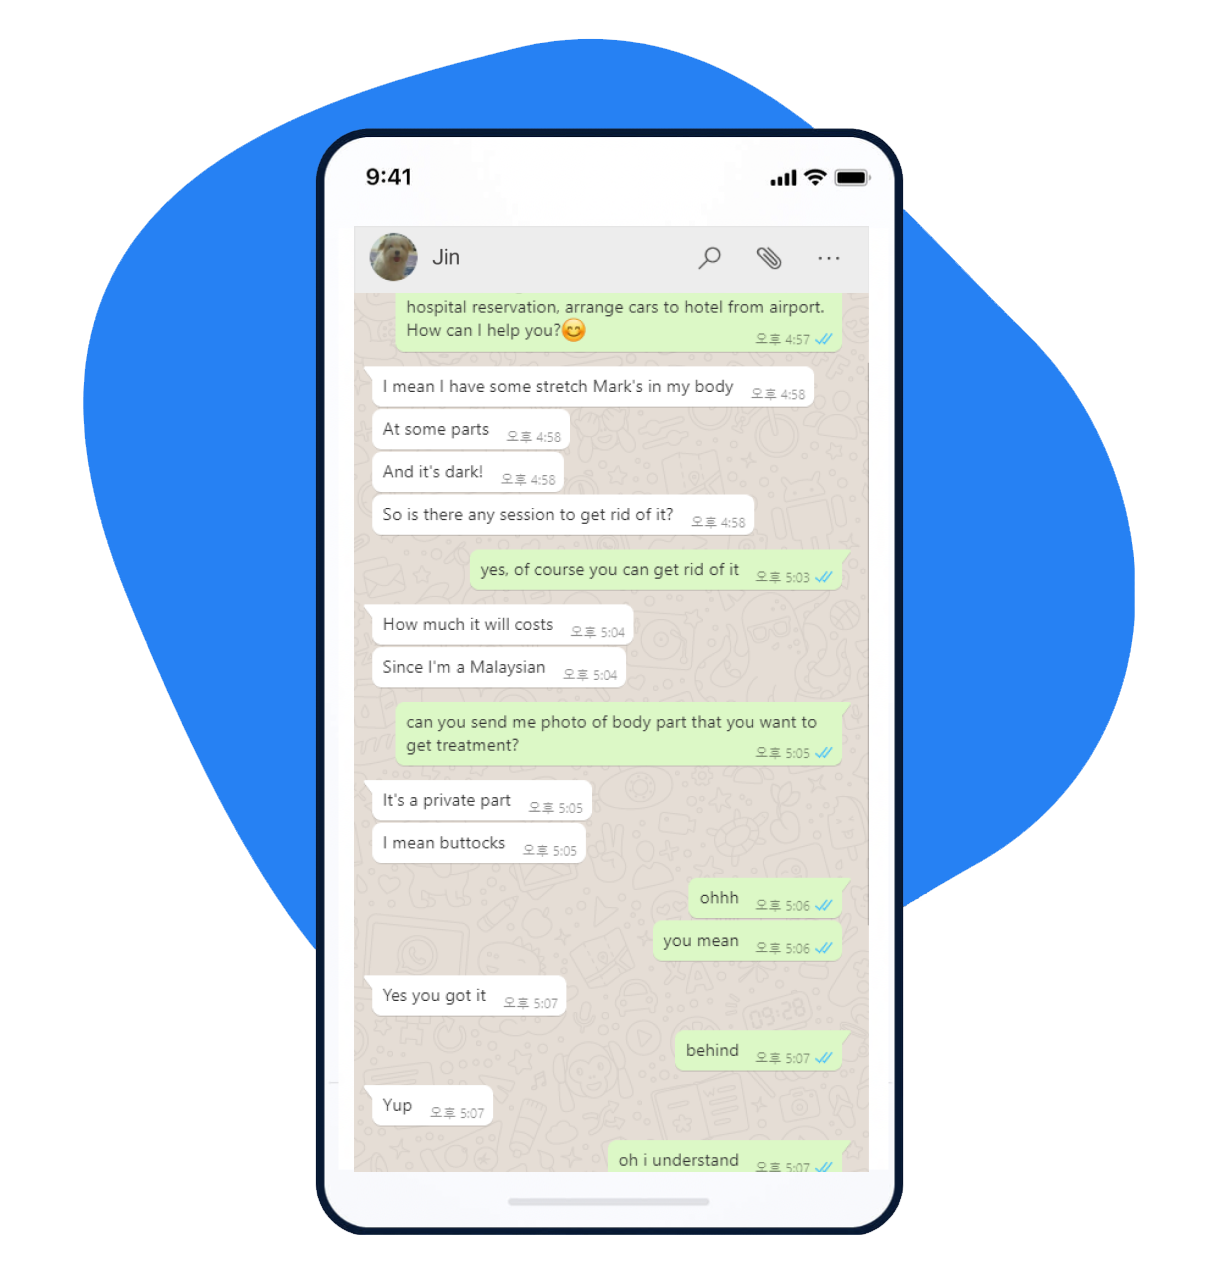 9:41
Jin
hospital reservation, arrange cars to hotel from airport.
How can I help you?😊
오후 4:57
I mean I have some stretch Mark's in my body 오후 4:58
At some parts 오후 4:58
And it's dark! 오후 4:58
So is there any session to get rid of it? 오후 4:58
yes, of course you can get rid of it 오후 5:03
How much it will costs 오후 5:04
Since I'm a Malaysian 오후 5:04
can you send me photo of body part that you want to
get treatment? 오후 5:05
It's a private part 오후 5:05
I mean buttocks 오후 5:05
ohhh 오후 5:06
you mean 오후 5:06
Yes you got it 오후 5:07
behind 오후 5:07
Yup 오후 5:07
oh i understand 오후 5:07